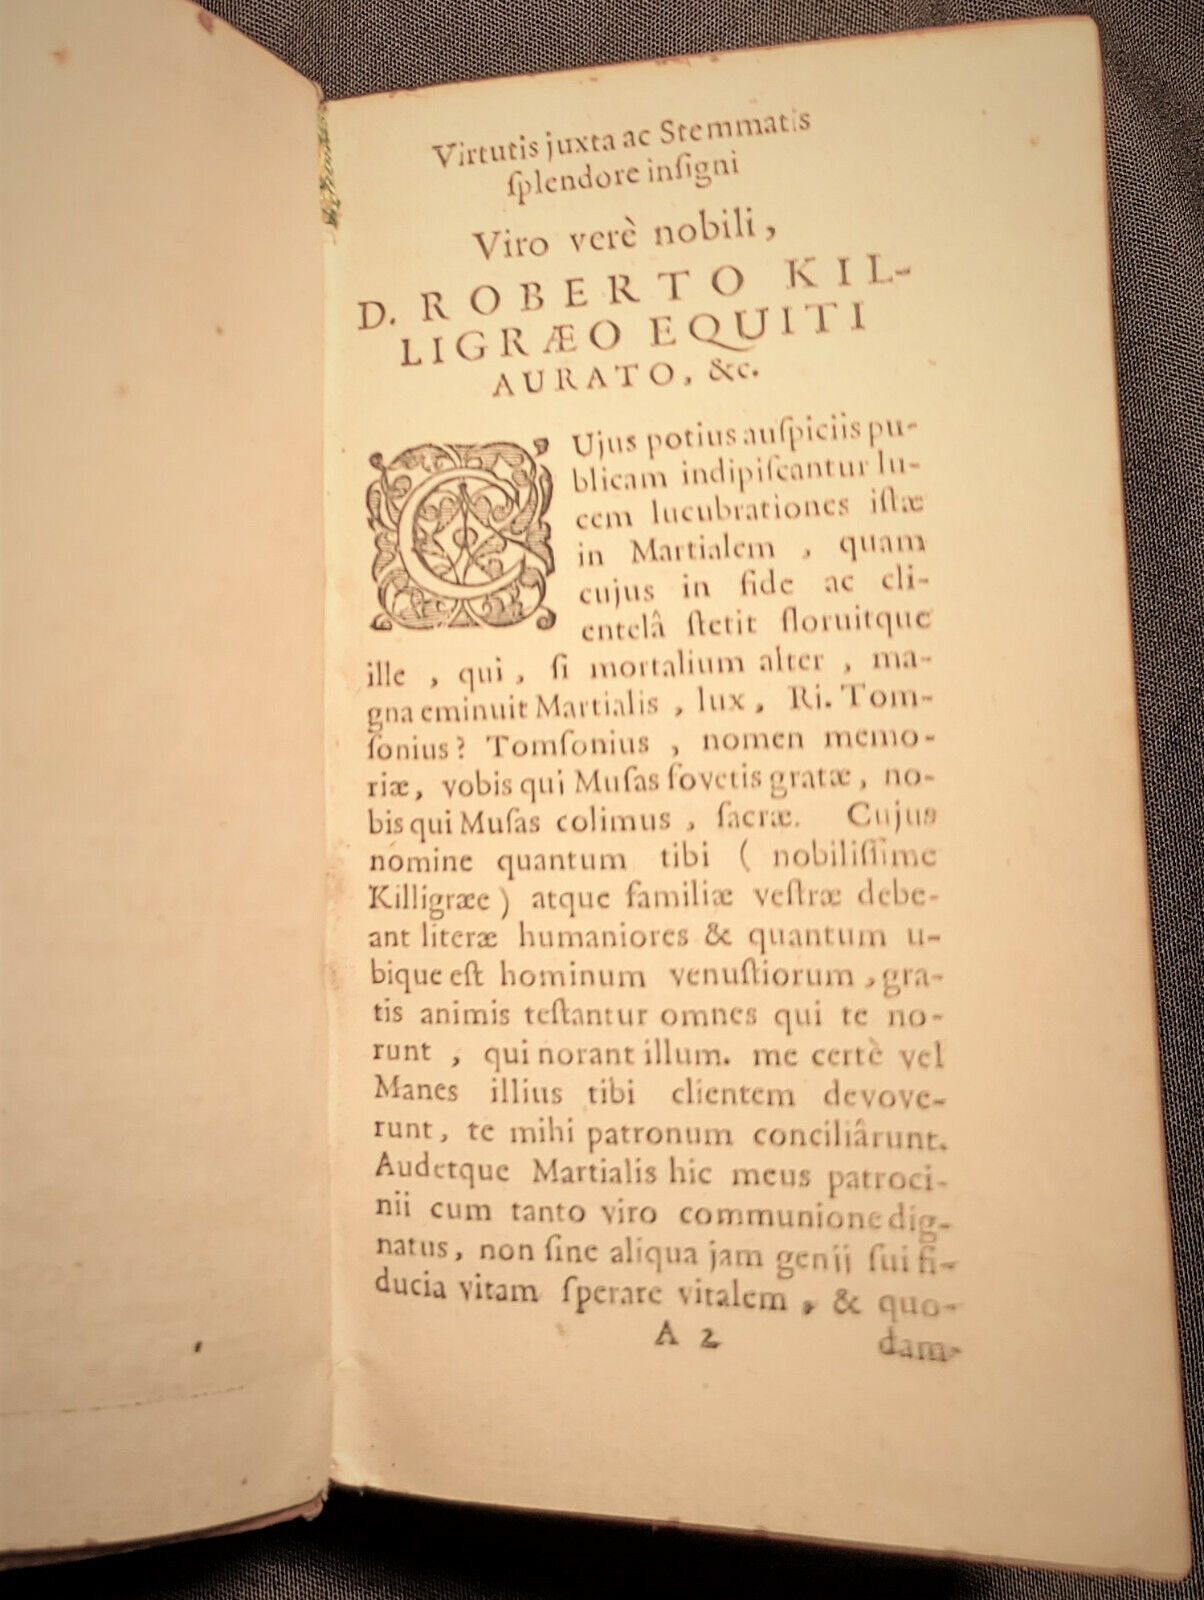 Virtutis juxta ac Stemmatis
ſplendore inſigni
Viro verè nobili,
D. ROBERTO KIL-
LIGRÆO EQUITI
AURATO, &c.
CUjus potius auſpiciis pu-
blicam indipiſcantur lu-
cem lucubrationes iſtæ
in Martialem , quam
cujus in fide ac cli-
entelâ ſtetit floruitque
ille , qui , ſi mortalium alter , ma-
gna eminuit Martialis , lux , Ri. Tom-
ſonius? Tomſonius , nomen memo-
riæ, vobis qui Muſas fovetis gratæ , no-
bis qui Muſas colimus , ſacræ. Cujus
nomine quantum tibi ( nobiliſſime
Killigræe ) atque familiæ veſtræ debe-
ant literæ humaniores & quantum u-
bique eſt hominum venuſtiorum , gra-
tis animis teſtantur omnes qui te no-
runt , qui norant illum. me certè vel
Manes illius tibi clientem devove-
runt, te mihi patronum conciliârunt.
Audetque Martialis hic meus patroci-
nii cum tanto viro communione dig-
natus, non ſine aliqua jam genii ſui fi-
ducia vitam ſperare vitalem , & quo-
A 2 dam-